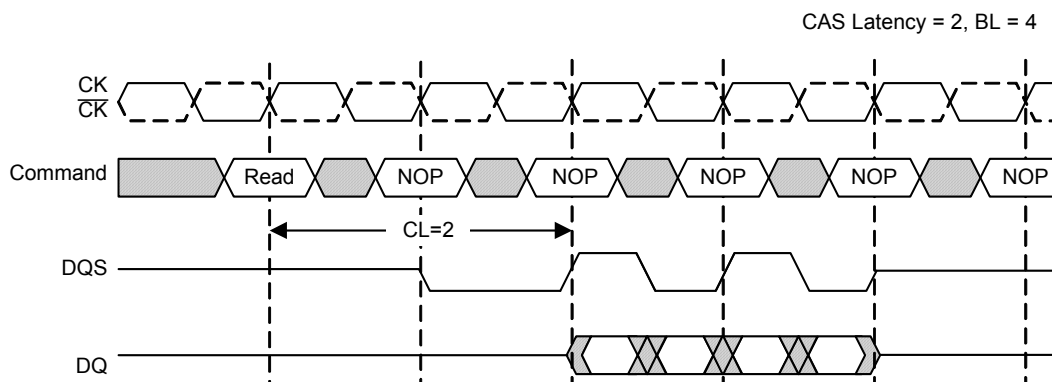 CAS Latency = 2, BL = 4
CK
CK
Command
Read
NOP
NOP
NOP
NOP
NOP
CL=2
DQS
DQ